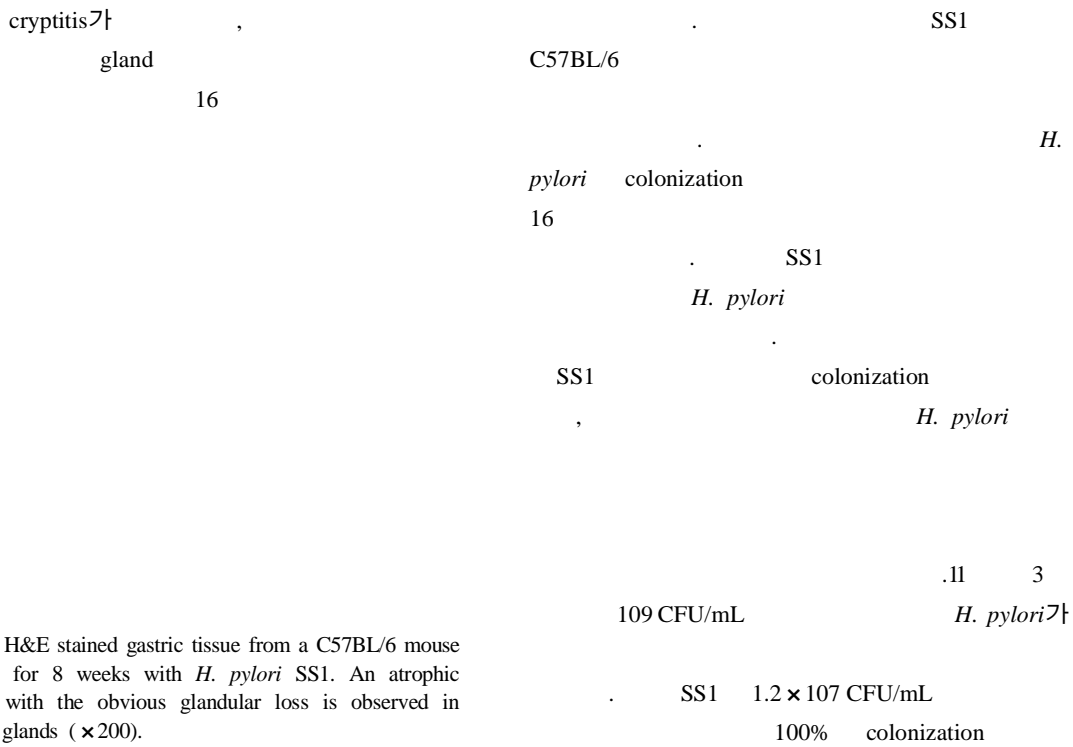 cryptitis가 ,
gland
16
H&E stained gastric tissue from a C57BL/6 mouse
for 8 weeks with H. pylori SS1. An atrophic
with the obvious glandular loss is observed in
glands (×200).
. SS1
C57BL/6
. H.
pylori colonization
16
. SS1
H. pylori
.
SS1 colonization
, H. pylori
.11 3
109 CFU/mL H. pylori가
. SS1 1.2 × 107 CFU/mL
100% colonization